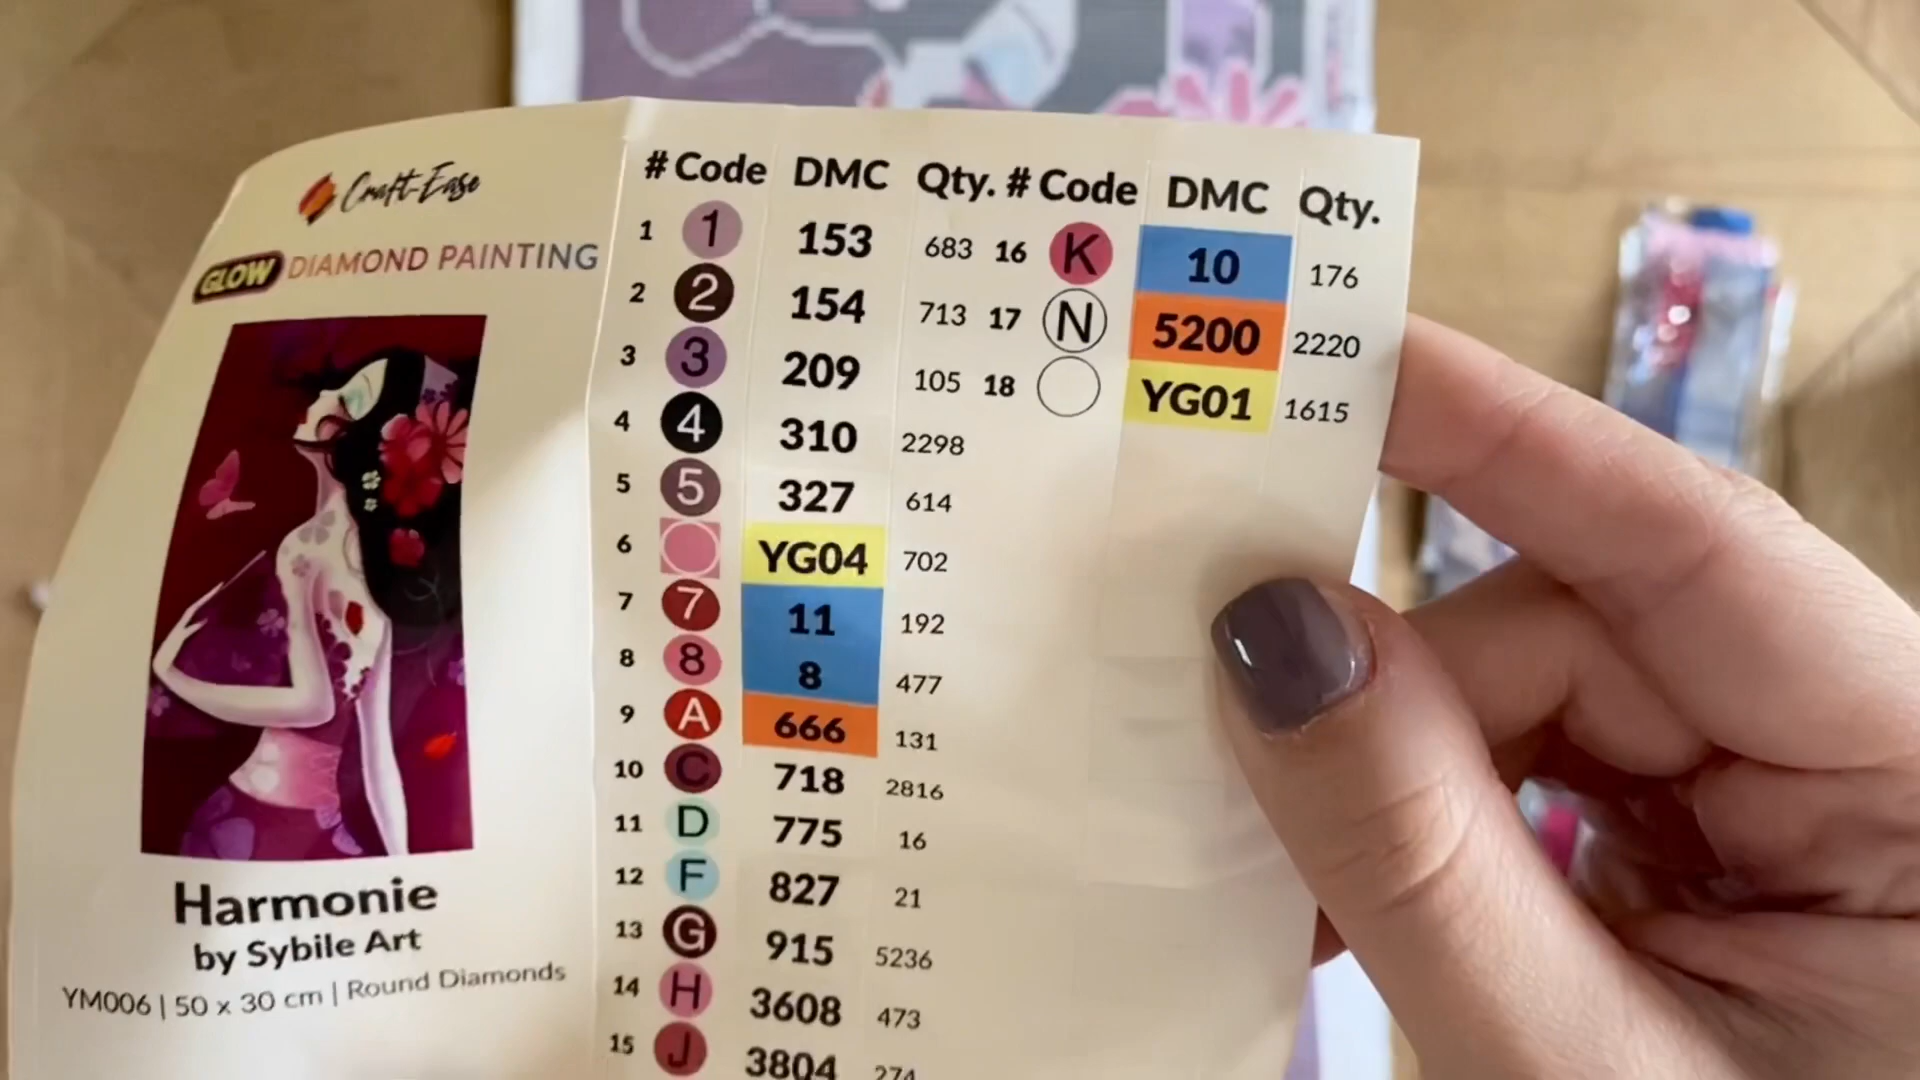 Craft-Ease
GLOW DIAMOND PAINTING
Harmonie
by Sybile Art
YM006 | 50 x 30 cm | Round Diamonds
# Code DMC Qty. # Code DMC Qty.
1 1 153 683 16 K 10 176
2 2 154 713 17 N 5200 2220
3 3 209 105 18 YG01 1615
4 4 310 2298
5 5 327 614
6 YG04 702
7 7 11 192
8 8 8 477
9 A 666 131
10 C 718 2816
11 D 775 16
12 F 827 21
13 G 915 5236
14 H 3608 473
15 J 3804 274